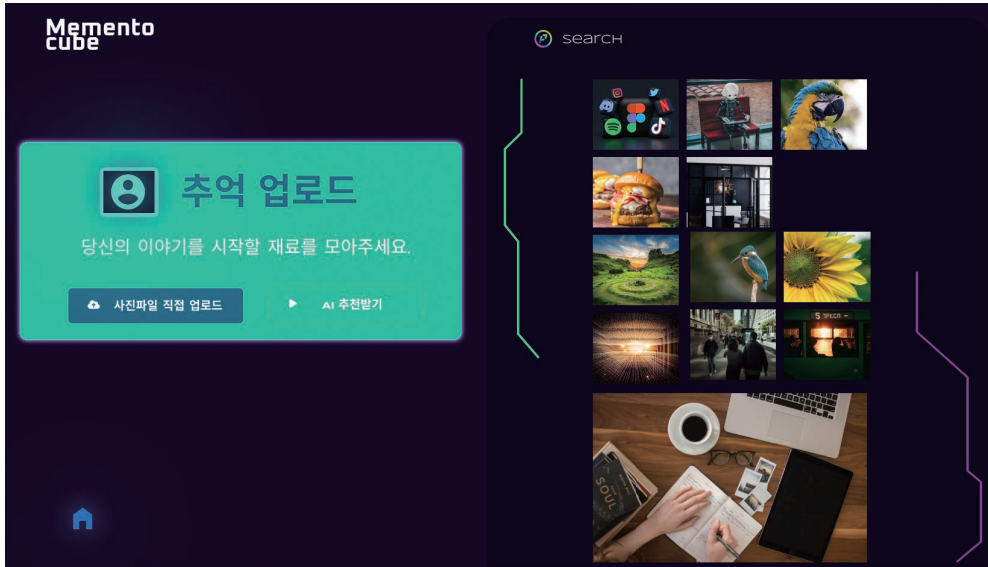 Memento
cube
search
추억 업로드
당신의 이야기를 시작할 재료를 모아주세요.
사진파일 직접 업로드
AI 추천받기
SOUL